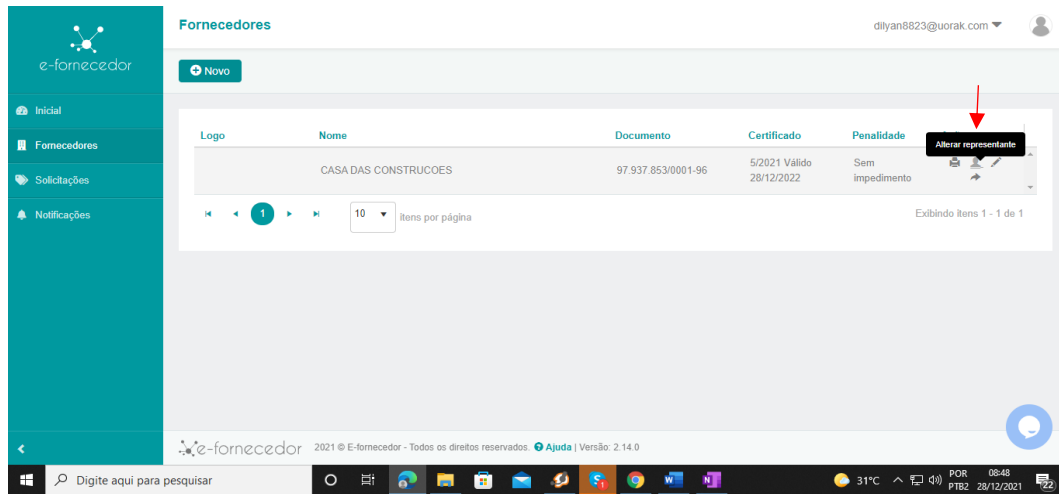 Fornecedores
dilyan8823@uorak.com
e-fornecedor
Novo
Inicial
Fornecedores
Solicitações
Notificações
Logo Nome Documento Certificado Penalidade
Alterar representante
CASA DAS CONSTRUCOES 97.937.853/0001-96 5/2021 Válido 28/12/2022 Sem impedimento
1 10 itens por página Exibindo itens 1 - 1 de 1
e-fornecedor 2021 © E-fornecedor - Todos os direitos reservados. Ajuda | Versão: 2.14.0
Digite aqui para pesquisar
31°C POR 08:48
PTB2 28/12/2021 22